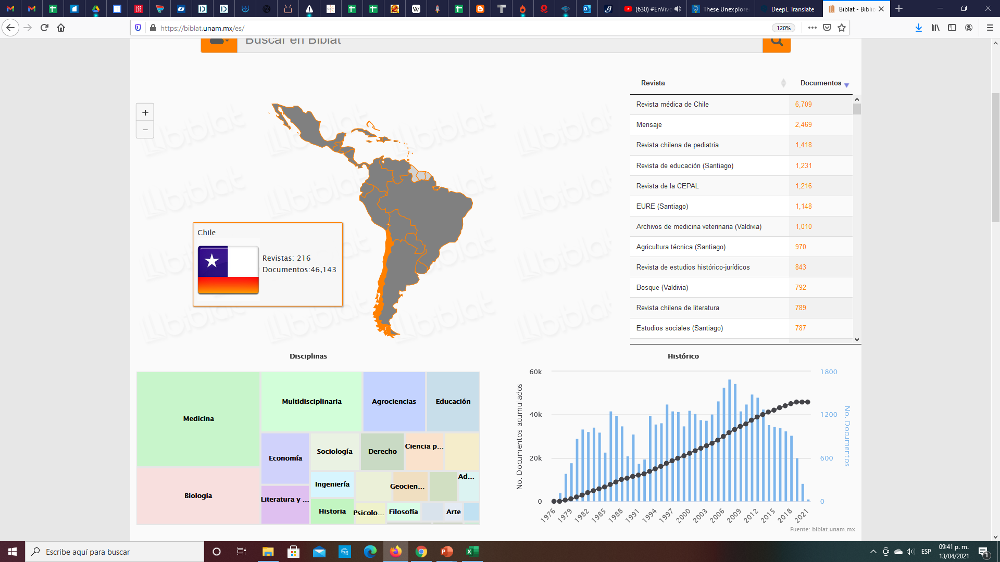 (630) #EnVivo
These Unexplore
DeepL Translate
Biblat - Biblio
https://biblat.unam.mx/es/
120%
Buscar en Biblat
Revista
Documentos
Revista médica de Chile
6,709
Mensaje
2,469
Revista chilena de pediatría
1,418
Revista de educación (Santiago)
1,231
Revista de la CEPAL
1,216
EURE (Santiago)
1,148
Archivos de medicina veterinaria (Valdivia)
1,010
Agricultura técnica (Santiago)
970
Revista de estudios histórico-jurídicos
843
Bosque (Valdivia)
792
Revista chilena de literatura
789
Estudios sociales (Santiago)
787
+
−
biblat
Chile
Revistas: 216
Documentos:46,143
Disciplinas
Medicina
Multidisciplinaria
Agrociencias
Educación
Biología
Economía
Sociología
Derecho
Ciencia p...
Literatura y ...
Ingeniería
Geocien...
Ad...
Historia
Psicolo...
Filosofía
Arte
Histórico
No. Documentos acumulados
60k
40k
20k
0
1800
1200
600
0
No. Documentos
1976
1979
1982
1985
1988
1991
1994
1997
2000
2003
2006
2009
2012
2015
2018
2021
Fuente: biblat.unam.mx
Escribe aquí para buscar
ESP
09:41 p. m.
13/04/2021
1